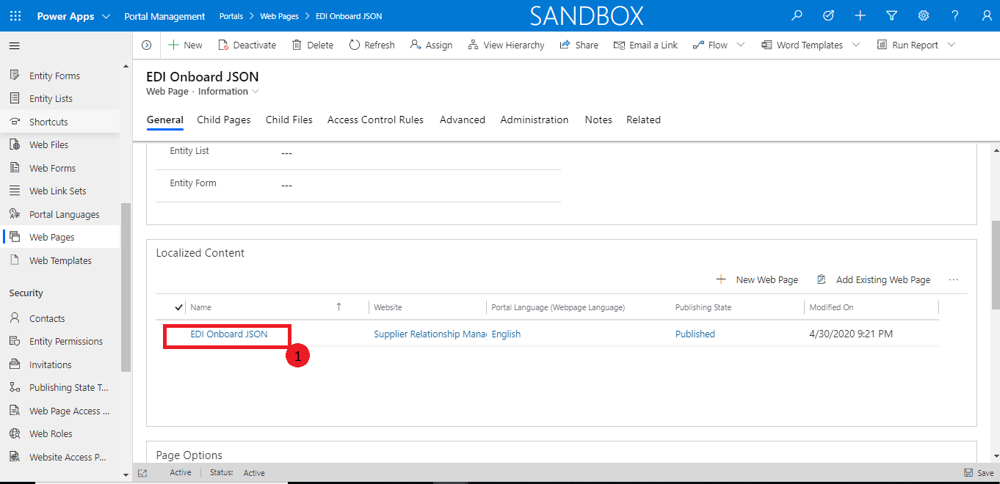 Power Apps Portal Management Portals Web Pages EDI Onboard JSON SANDBOX ?
New Deactivate Delete Refresh Assign View Hierarchy Share Email a Link Flow Word Templates Run Report
EDI Onboard JSON
Web Page · Information
General Child Pages Child Files Access Control Rules Advanced Administration Notes Related
Entity Forms
Entity Lists
Shortcuts
Web Files
Web Forms
Web Link Sets
Portal Languages
Web Pages
Web Templates
Security
Contacts
Entity Permissions
Invitations
Publishing State T...
Web Page Access ...
Web Roles
Website Access P...
Entity List ---
Entity Form ---
Localized Content
New Web Page Add Existing Web Page ...
Name Website Portal Language (Webpage Language) Publishing State Modified On
EDI Onboard JSON Supplier Relationship Mana English Published 4/30/2020 9:21 PM
1
Page Options
Active Status: Active Save